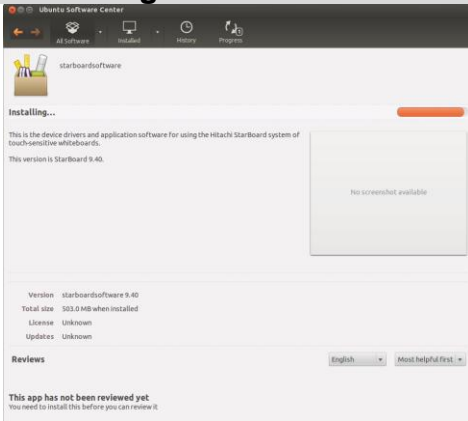 Ubuntu Software Center
All Software
Installed
History
Progress
starboardsoftware
Installing...
This is the device drivers and application software for using the Hitachi StarBoard system of
touch-sensitive whiteboards.
This version is StarBoard 9.40.
No screenshot available
Version starboardsoftware 9.40
Total size 503.0 MB when installed
License Unknown
Updates Unknown
Reviews
English
Most helpful first
This app has not been reviewed yet
You need to install this before you can review it